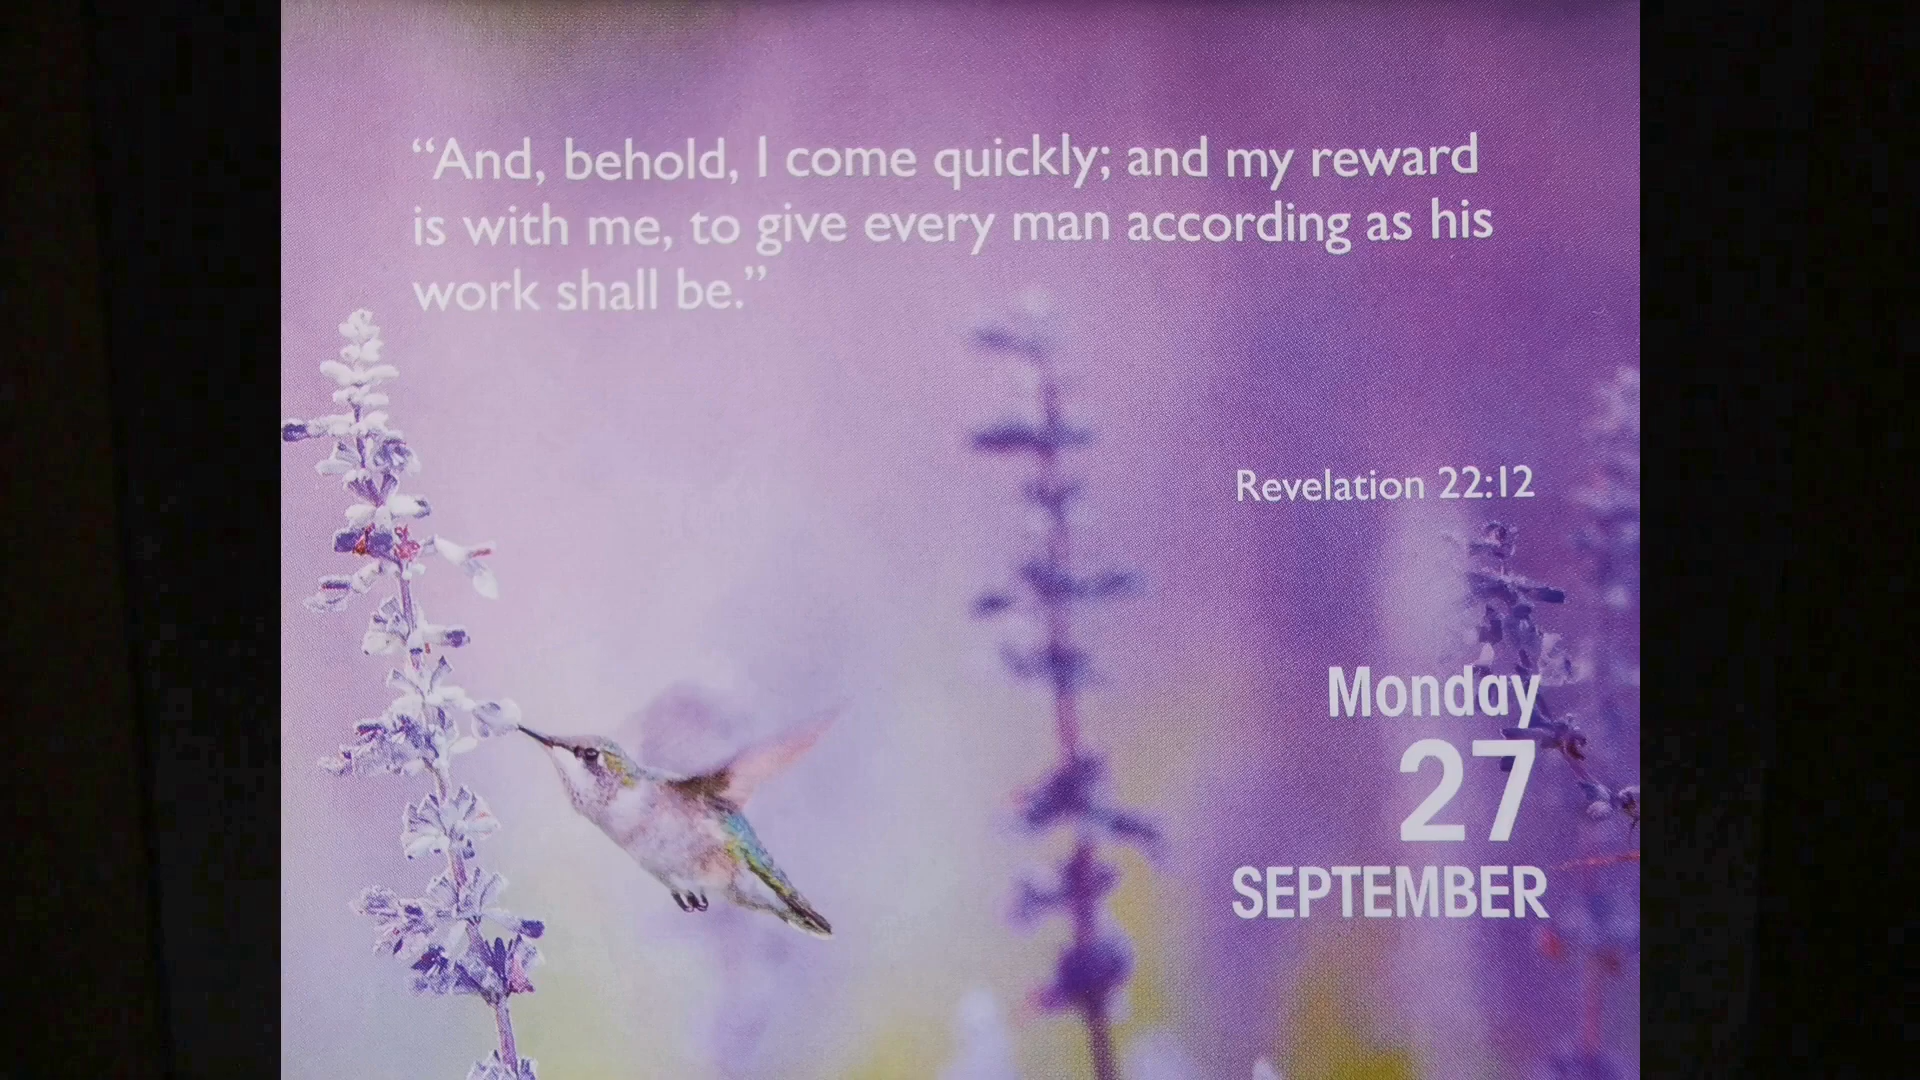 “And, behold, I come quickly; and my reward
is with me, to give every man according as his
work shall be.”
Revelation 22:12
Monday
27
SEPTEMBER